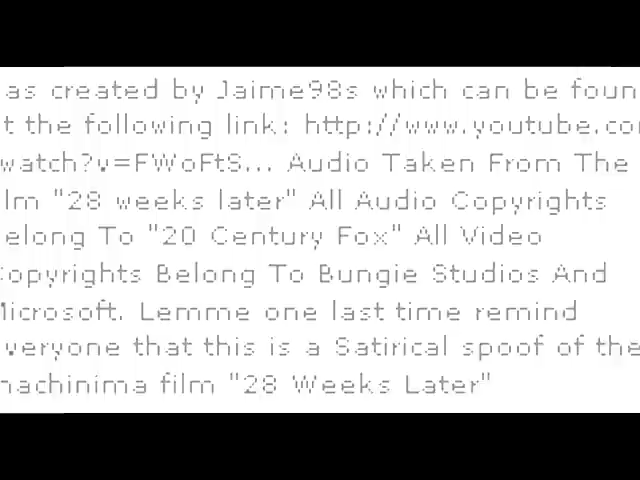 as created by Jaime98s which can be foun
t the following link: http://www.youtube.co
watch?v=FWoFtS... Audio Taken From The
lm "28 weeks later" All Audio Copyrights
elong To "20 Century Fox" All Video
opyrights Belong To Bungie Studios And
Microsoft. Lemme one last time remind
veryone that this is a Satirical spoof of the
machinima film "28 Weeks Later"